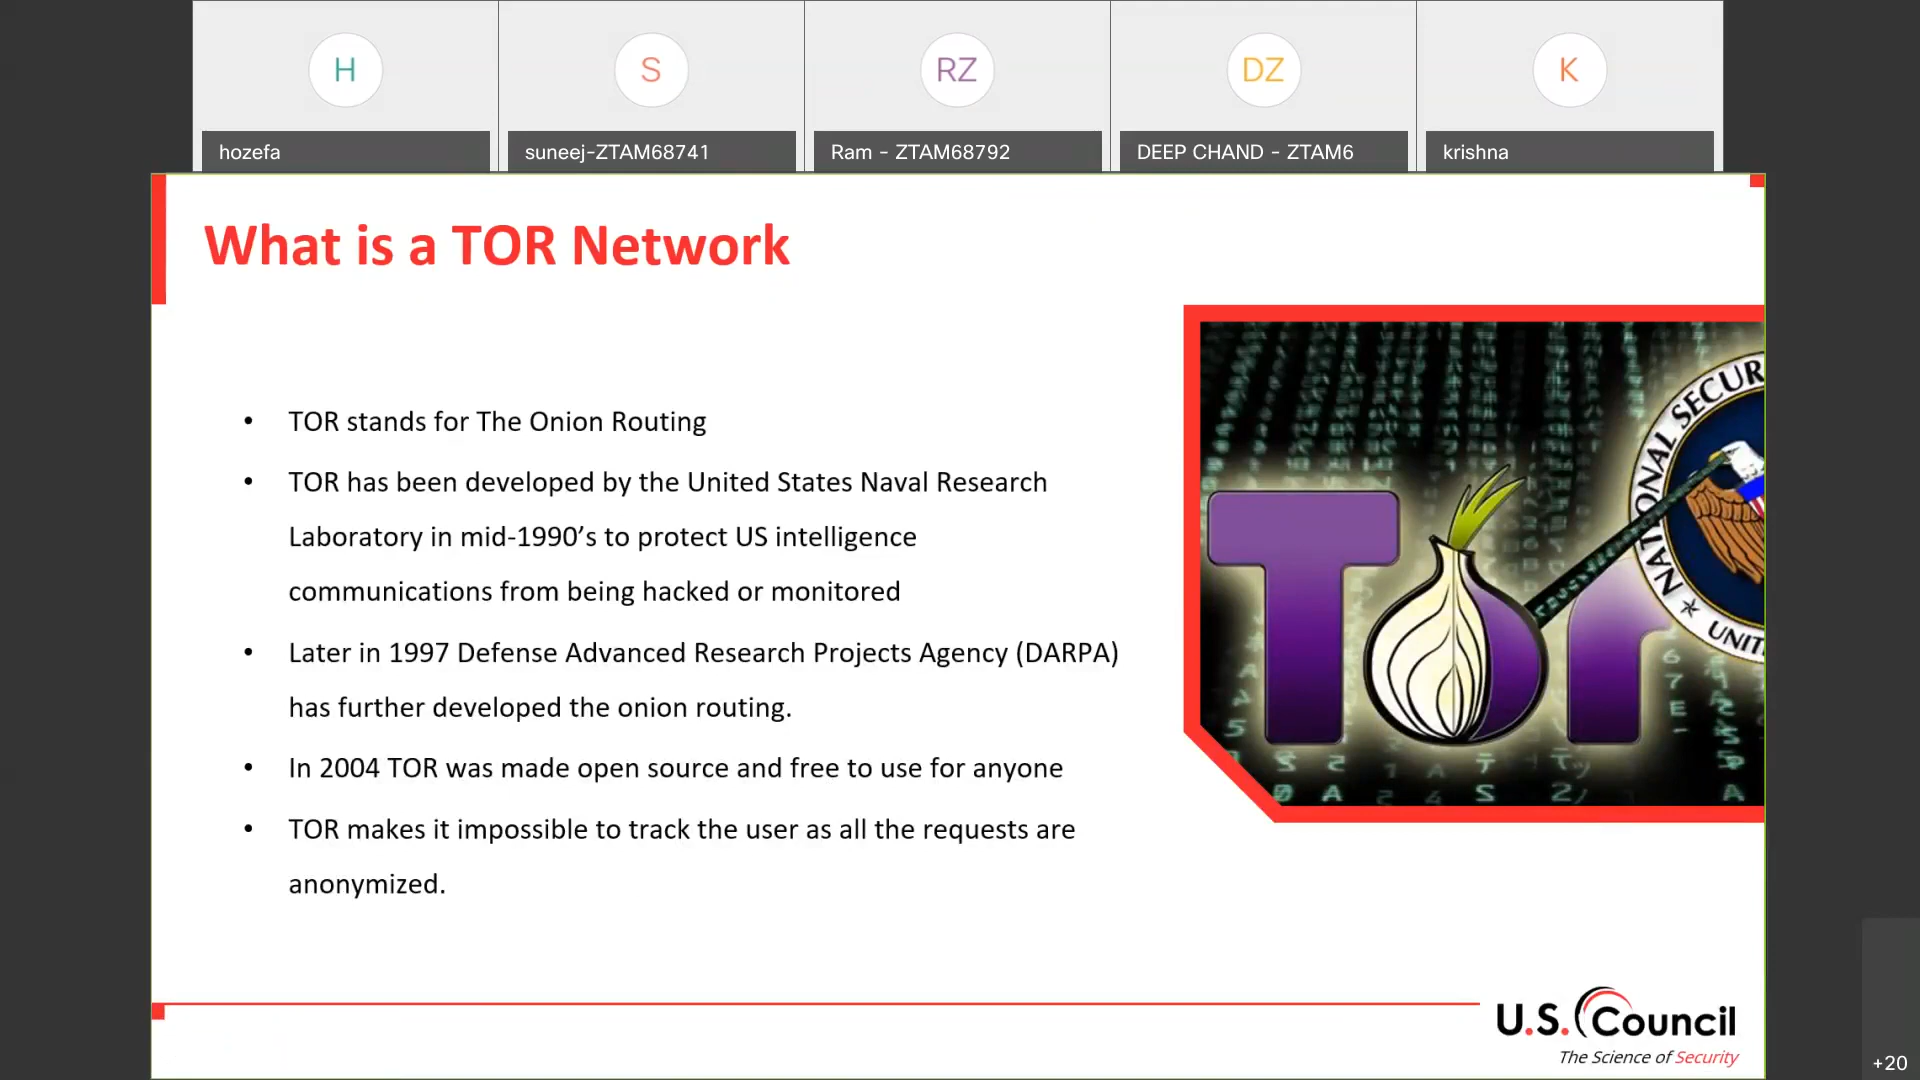 H
S
RZ
DZ
K
hozefa
suneej-ZTAM68741
Ram - ZTAM68792
DEEP CHAND - ZTAM6
krishna
What is a TOR Network
• TOR stands for The Onion Routing
• TOR has been developed by the United States Naval Research
Laboratory in mid-1990’s to protect US intelligence
communications from being hacked or monitored
• Later in 1997 Defense Advanced Research Projects Agency (DARPA)
has further developed the onion routing.
• In 2004 TOR was made open source and free to use for anyone
• TOR makes it impossible to track the user as all the requests are
anonymized.
Tor
NATIONAL SECUR
UNIT
U.S. Council
The Science of Security
+20